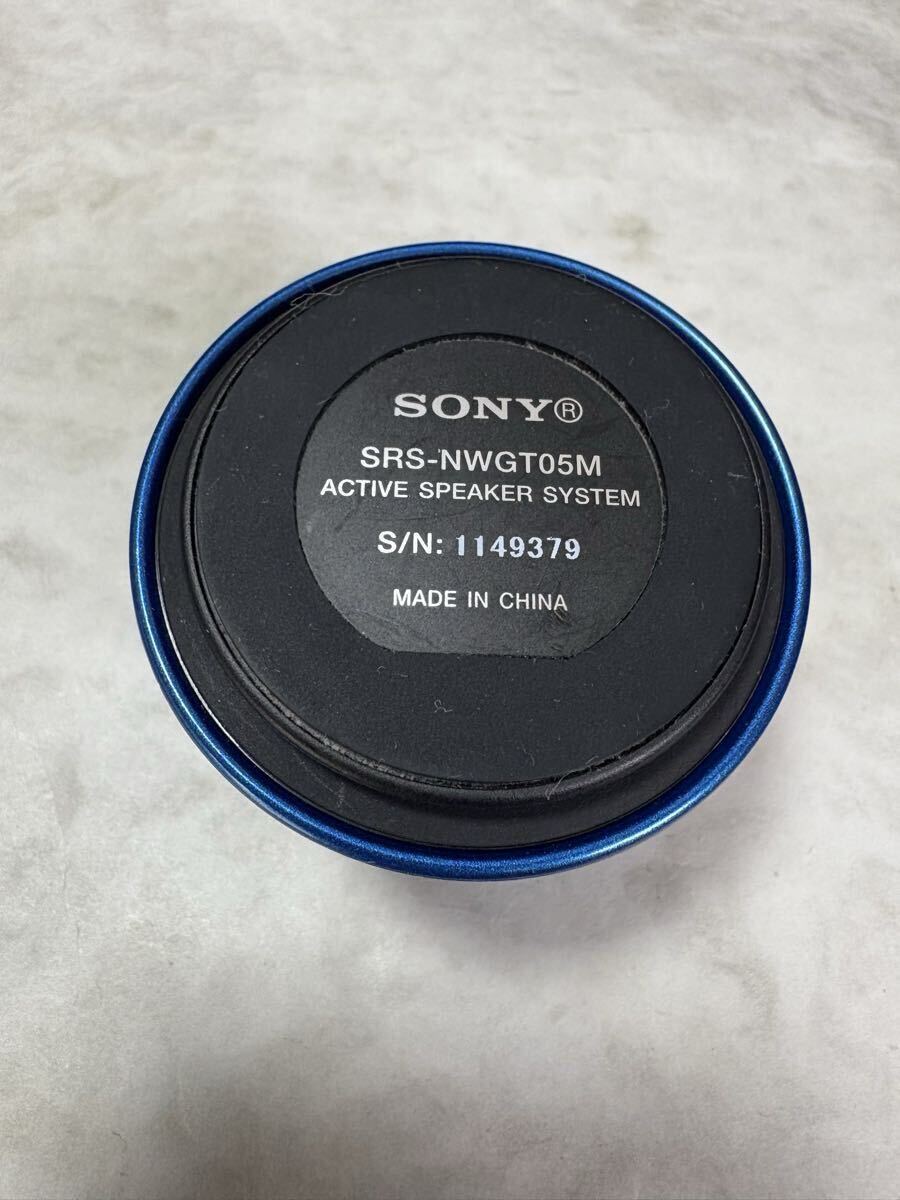 SONY®
SRS-NWGT05M
ACTIVE SPEAKER SYSTEM
S/N: 1149379
MADE IN CHINA